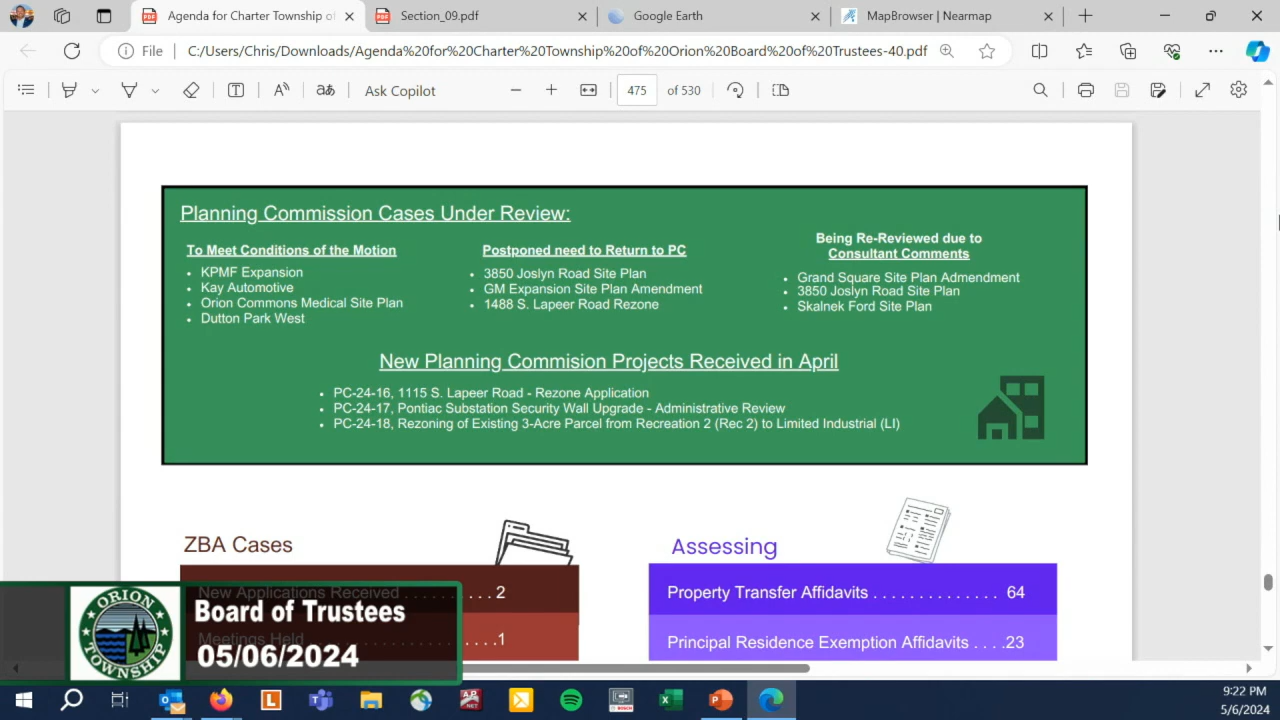 Agenda for Charter Township of
Section_09.pdf
Google Earth
MapBrowser | Nearmap
File
C:/Users/Chris/Downloads/Agenda%20for%20Charter%20Township%20of%20Orion%20Board%20of%20Trustees-40.pdf
Ask Copilot
475 of 530
Planning Commission Cases Under Review:
To Meet Conditions of the Motion
• KPMF Expansion
• Kay Automotive
• Orion Commons Medical Site Plan
• Dutton Park West
Postponed need to Return to PC
• 3850 Joslyn Road Site Plan
• GM Expansion Site Plan Amendment
• 1488 S. Lapeer Road Rezone
Being Re-Reviewed due to
Consultant Comments
• Grand Square Site Plan Admendment
• 3850 Joslyn Road Site Plan
• Skalnek Ford Site Plan
New Planning Commision Projects Received in April
• PC-24-16, 1115 S. Lapeer Road - Rezone Application
• PC-24-17, Pontiac Substation Security Wall Upgrade - Administrative Review
• PC-24-18, Rezoning of Existing 3-Acre Parcel from Recreation 2 (Rec 2) to Limited Industrial (LI)
ZBA Cases
New Applications Received . . . . . . . . . 2
Meetings Held . . . . . . . . . . . . . . . . . . . .1
Assessing
Property Transfer Affidavits . . . . . . . . . . . . . . 64
Principal Residence Exemption Affidavits . . . .23
ORION
TOWNSHIP
Board of Trustees
05/06/2024
9:22 PM
5/6/2024